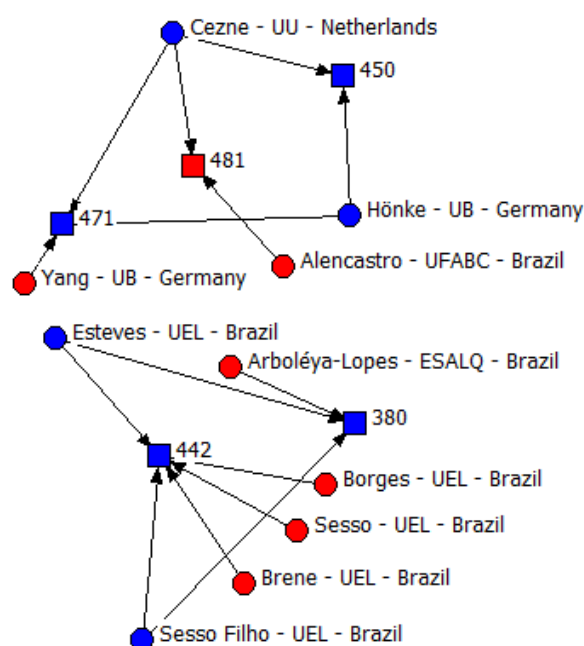 Cezne - UU - Netherlands
450
481
471
Hönke - UB - Germany
Alencastro - UFABC - Brazil
Yang - UB - Germany
Esteves - UEL - Brazil
Arboléya-Lopes - ESALQ - Brazil
380
442
Borges - UEL - Brazil
Sesso - UEL - Brazil
Brene - UEL - Brazil
Sesso Filho - UEL - Brazil